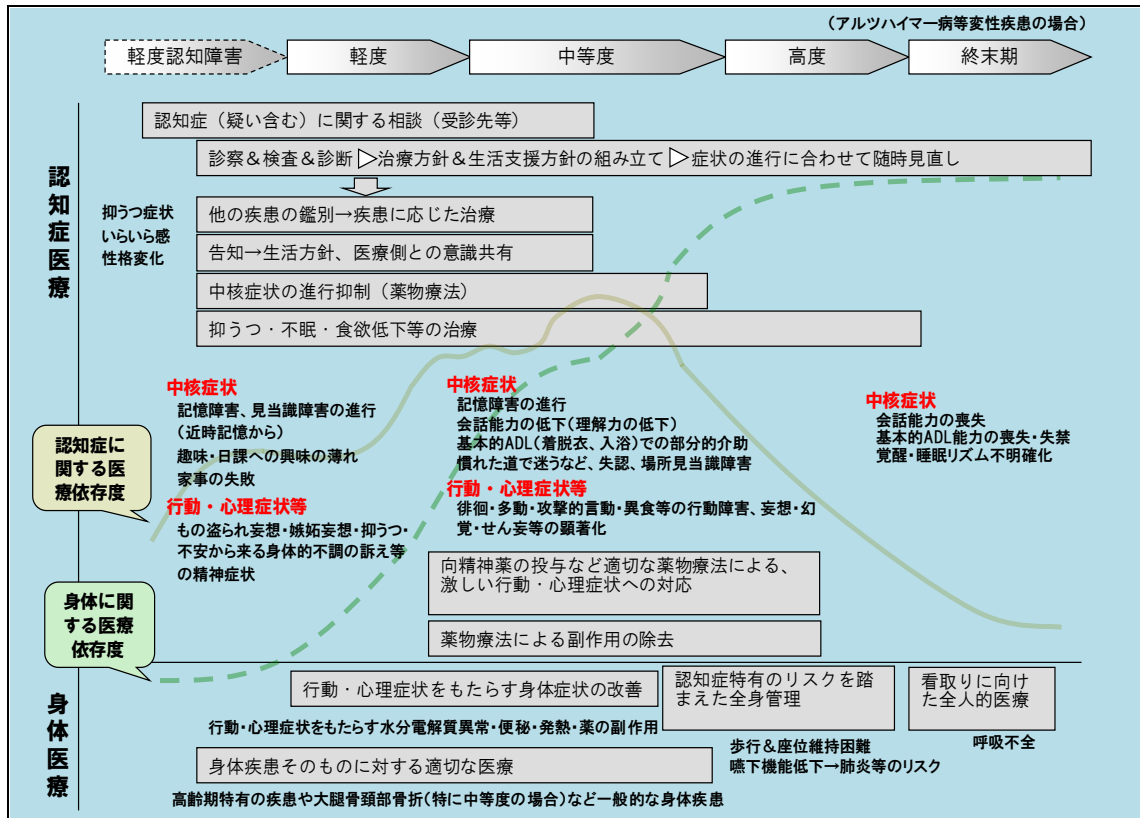 （アルツハイマー病等変性疾患の場合）
軽度認知障害
軽度
中等度
高度
終末期
認知症医療
認知症（疑い含む）に関する相談（受診先等）
診察＆検査＆診断▷治療方針＆生活支援方針の組み立て▷症状の進行に合わせて随時見直し
抑うつ症状
いらいら感
性格変化
他の疾患の鑑別→疾患に応じた治療
告知→生活方針、医療側との意識共有
中核症状の進行抑制（薬物療法）
抑うつ・不眠・食欲低下等の治療
中核症状
記憶障害、見当識障害の進行
（近時記憶から）
趣味・日課への興味の薄れ
家事の失敗
行動・心理症状等
もの盗られ妄想・嫉妬妄想・抑うつ・
不安から来る身体的不調の訴え等
の精神症状
中核症状
記憶障害の進行
会話能力の低下（理解力の低下）
基本的ADL（着脱衣、入浴）での部分的介助
慣れた道で迷うなど、失認、場所見当識障害
行動・心理症状等
徘徊・多動・攻撃的言動・異食等の行動障害、妄想・幻
覚・せん妄等の顕著化
中核症状
会話能力の喪失
基本的ADL能力の喪失・失禁
覚醒・睡眠リズム不明確化
認知症に
関する医
療依存度
向精神薬の投与など適切な薬物療法による、
激しい行動・心理症状への対応
薬物療法による副作用の除去
身体に関
する医療
依存度
身体医療
行動・心理症状をもたらす身体症状の改善
行動・心理症状をもたらす水分電解質異常・便秘・発熱・薬の副作用
認知症特有のリスクを踏
まえた全身管理
歩行＆座位維持困難
嚥下機能低下→肺炎等のリスク
看取りに向け
た全人的医療
呼吸不全
身体疾患そのものに対する適切な医療
高齢期特有の疾患や大腿骨頚部骨折（特に中等度の場合）など一般的な身体疾患